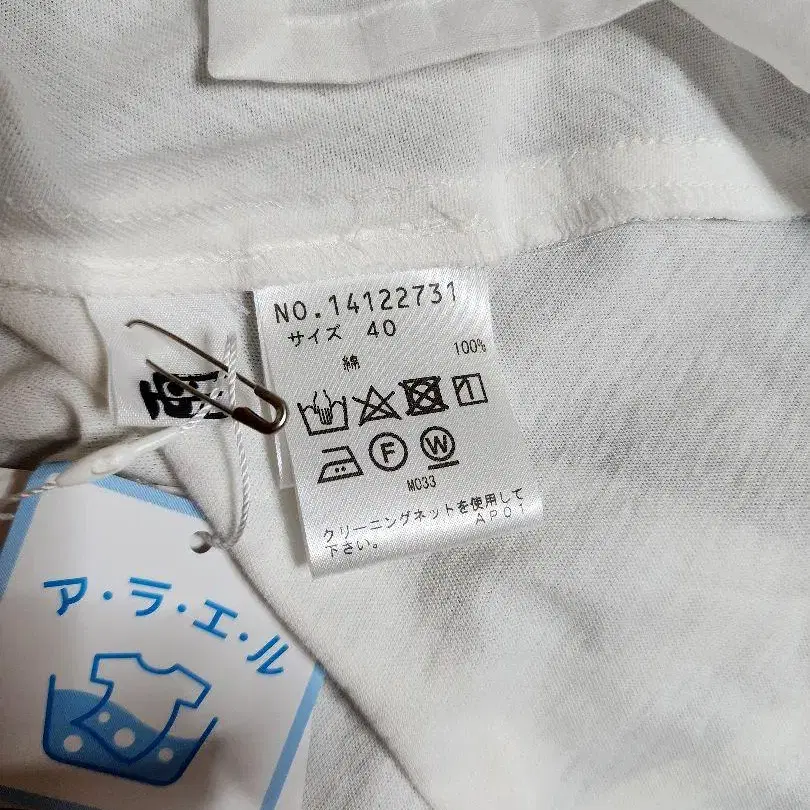 NO.14122731
サイズ 40
綿 100%
F W
M033
クリーニングネットを使用して
下さい。 AP01
ア・ラ・エ・ル